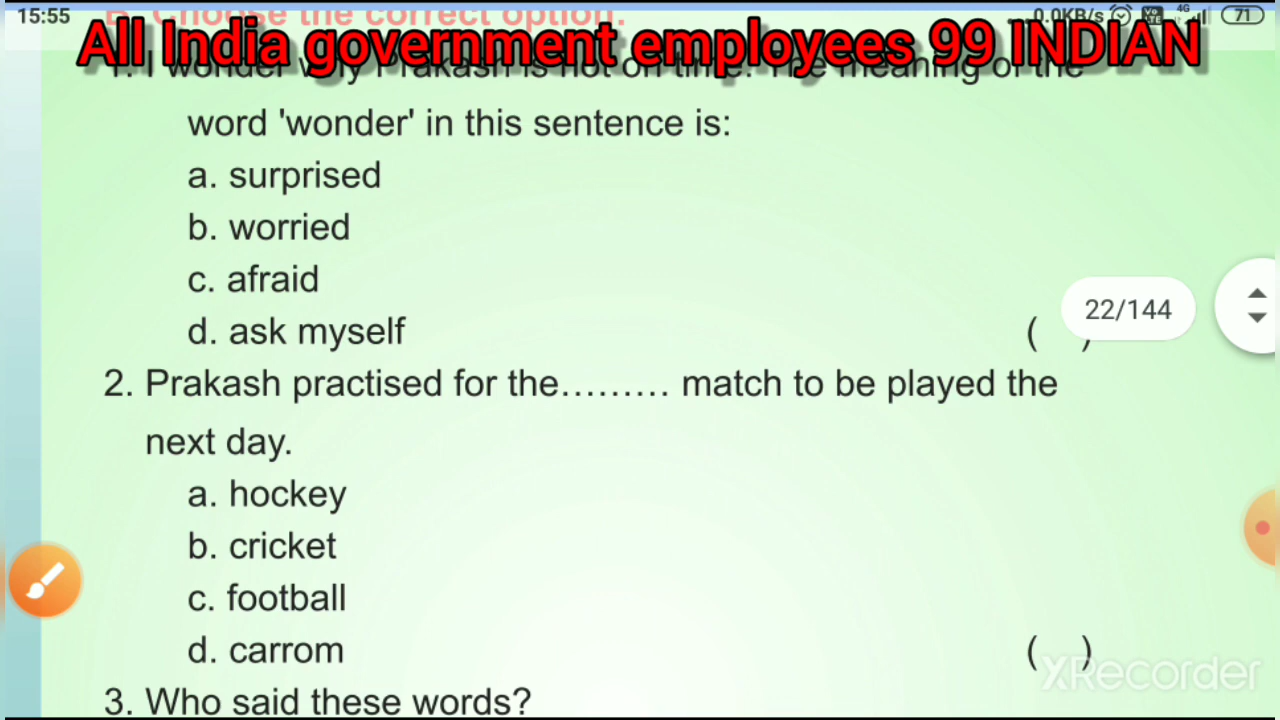 15:55
B. Choose the correct option.
0.0KB/s Vo LTE 4G 71
All India government employees 99 INDIAN
1. I wonder why Prakash is not on time. The meaning of the
word 'wonder' in this sentence is:
a. surprised
b. worried
c. afraid
d. ask myself ( )
22/144
2. Prakash practised for the……… match to be played the
next day.
a. hockey
b. cricket
c. football
d. carrom ( )
XRecorder
3. Who said these words?